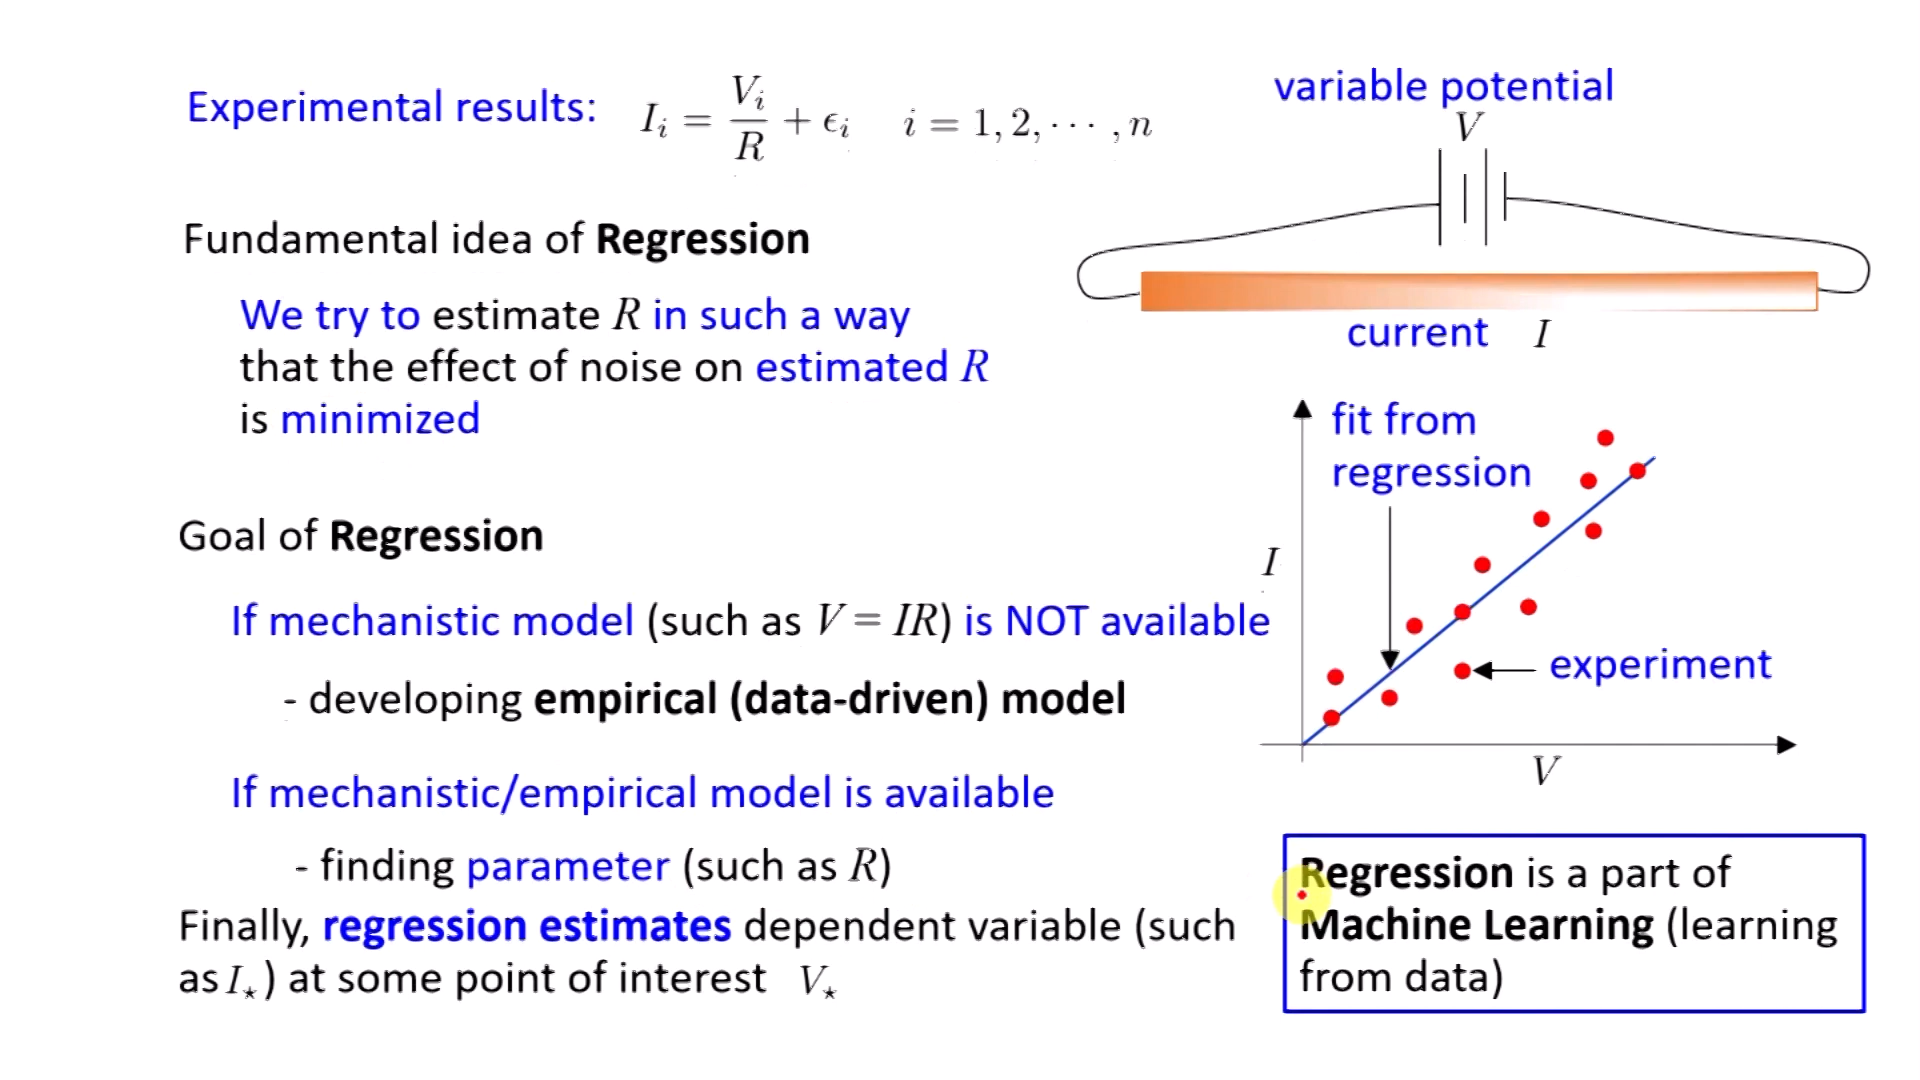 Experimental results: I_i = V_i/R + ϵ_i    i = 1, 2, ⋯ , n
Fundamental idea of Regression
We try to estimate R in such a way
that the effect of noise on estimated R
is minimized
Goal of Regression
If mechanistic model (such as V = IR) is NOT available
- developing empirical (data-driven) model
If mechanistic/empirical model is available
- finding parameter (such as R)
Finally, regression estimates dependent variable (such
as I⋆) at some point of interest V⋆
variable potential
V
current I
fit from
regression
I
experiment
V
Regression is a part of
Machine Learning (learning
from data)